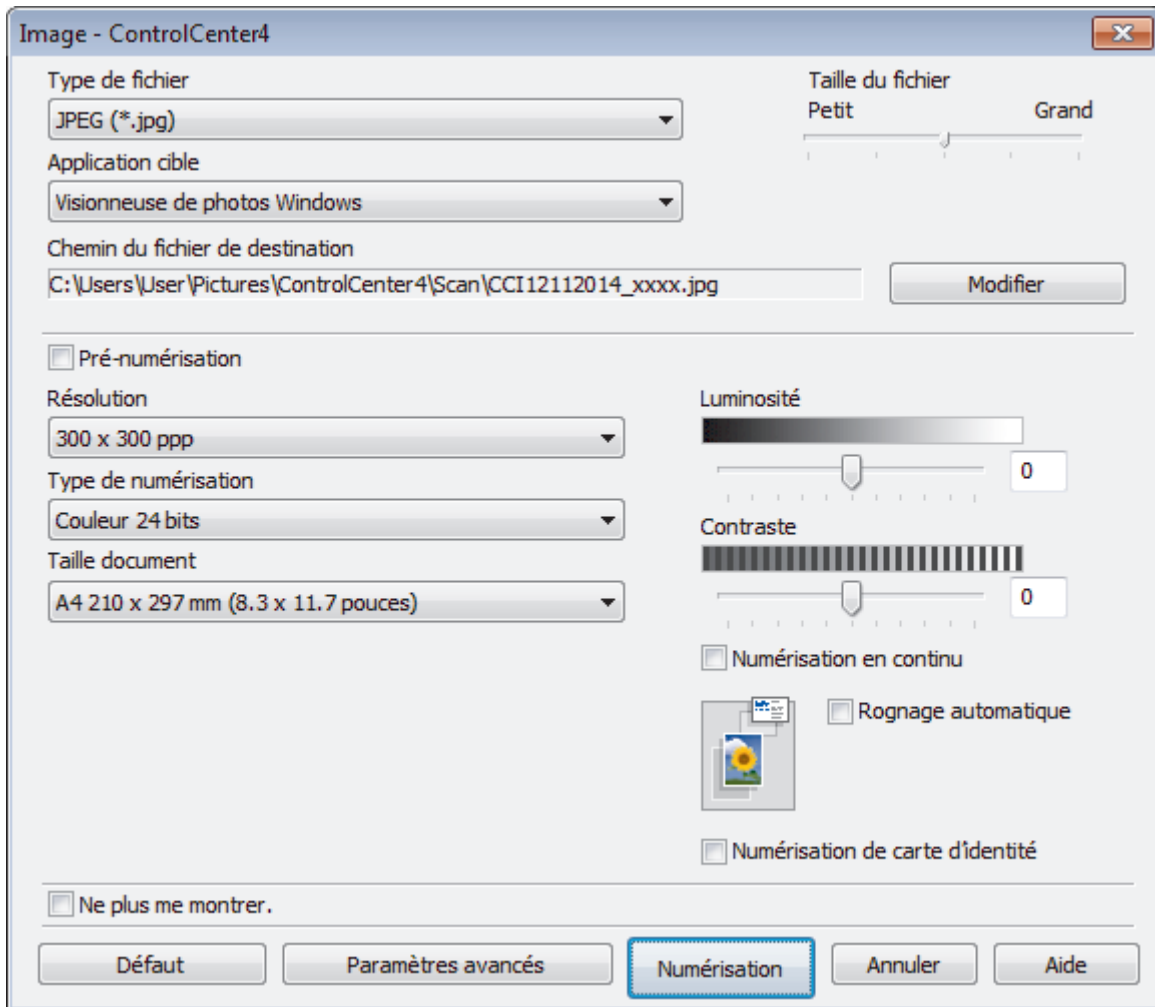 Image - ControlCenter4
Type de fichier
JPEG (*.jpg)
Taille du fichier
Petit
Grand
Application cible
Visionneuse de photos Windows
Chemin du fichier de destination
C:\Users\User\Pictures\ControlCenter4\Scan\CCI12112014_xxxx.jpg
Modifier
Pré-numérisation
Résolution
300 x 300 ppp
Type de numérisation
Couleur 24 bits
Taille document
A4 210 x 297 mm (8.3 x 11.7 pouces)
Luminosité
0
Contraste
0
Numérisation en continu
Rognage automatique
Numérisation de carte d'identité
Ne plus me montrer.
Défaut
Paramètres avancés
Numérisation
Annuler
Aide